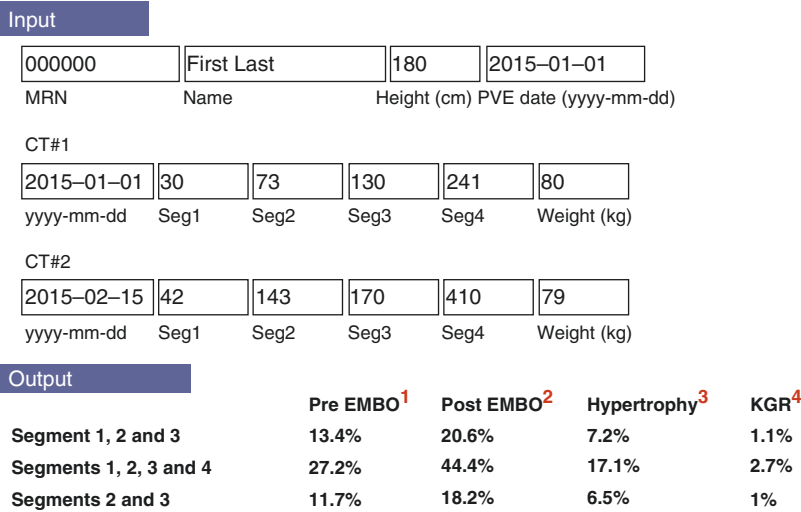 Input
000000 First Last 180 2015–01–01
MRN Name Height (cm) PVE date (yyyy-mm-dd)
CT#1
2015–01–01 30 73 130 241 80
yyyy-mm-dd Seg1 Seg2 Seg3 Seg4 Weight (kg)
CT#2
2015–02–15 42 143 170 410 79
yyyy-mm-dd Seg1 Seg2 Seg3 Seg4 Weight (kg)
Output
Pre EMBO1 Post EMBO2 Hypertrophy3 KGR4
Segment 1, 2 and 3 13.4% 20.6% 7.2% 1.1%
Segments 1, 2, 3 and 4 27.2% 44.4% 17.1% 2.7%
Segments 2 and 3 11.7% 18.2% 6.5% 1%